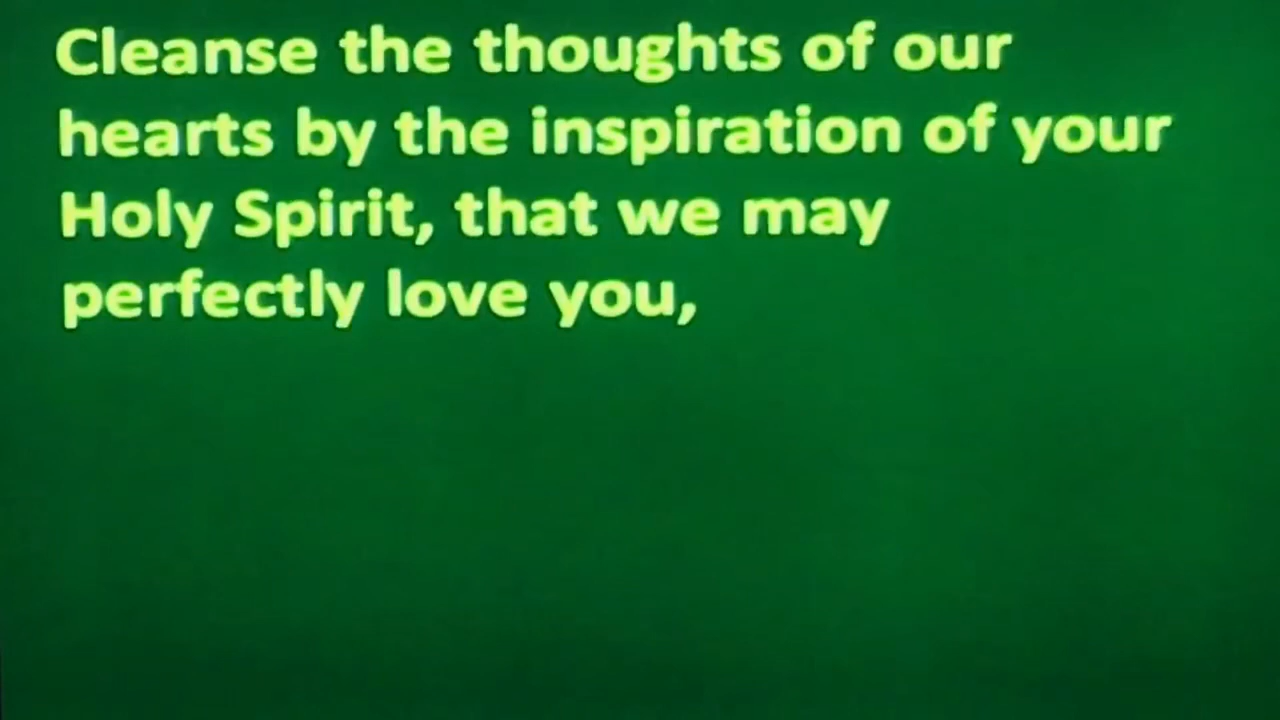 Cleanse the thoughts of our
hearts by the inspiration of your
Holy Spirit, that we may
perfectly love you,